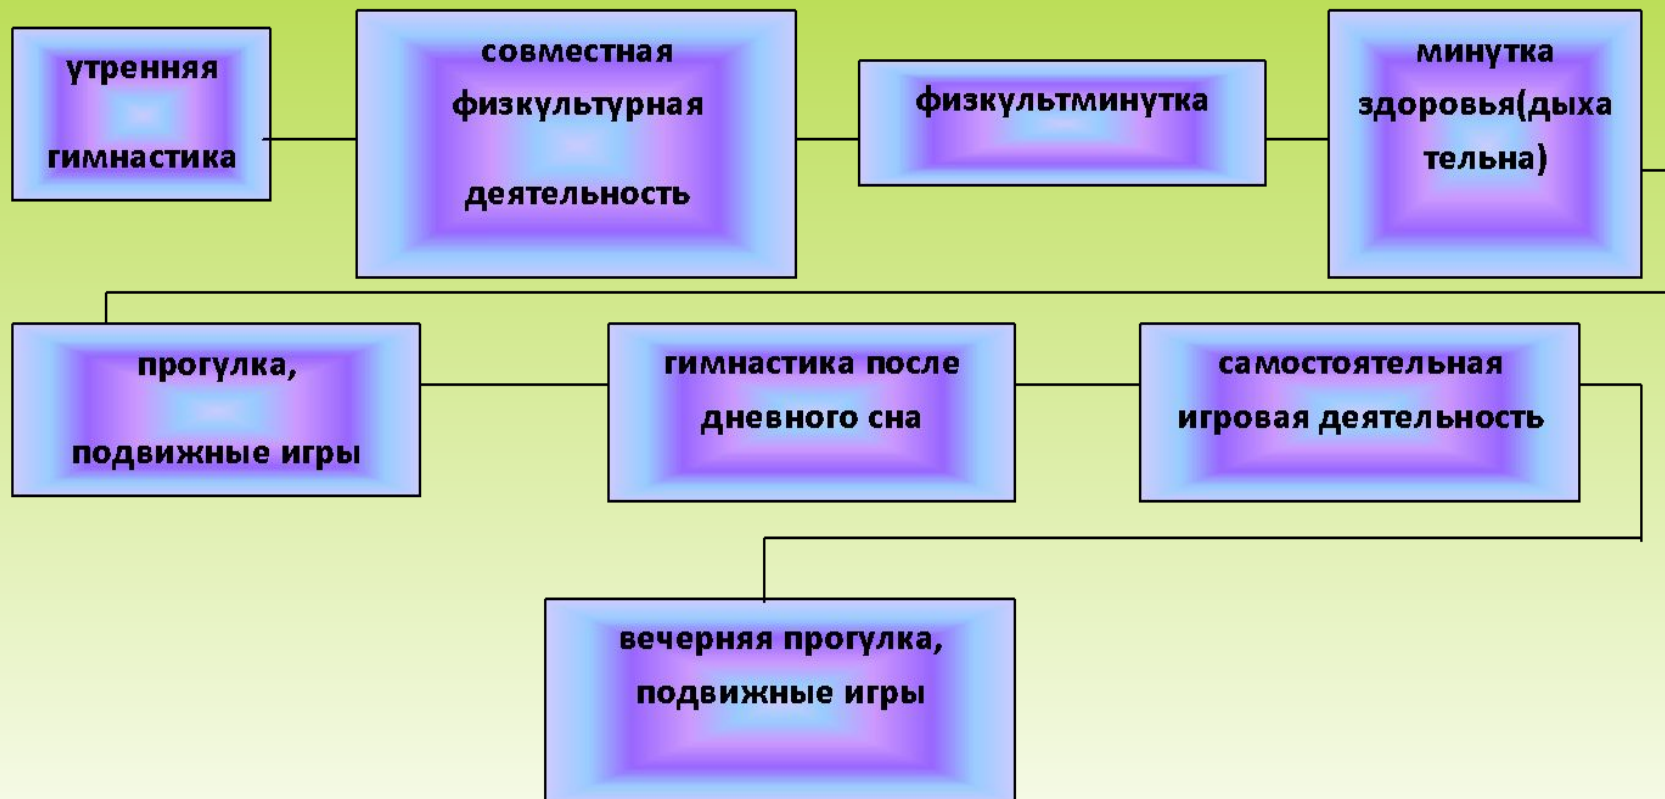 утренняя
гимнастика
совместная
физкультурная
деятельность
физкультминутка
минутка
здоровья(дыха
тельна)
прогулка,
подвижные игры
гимнастика после
дневного сна
самостоятельная
игровая деятельность
вечерняя прогулка,
подвижные игры